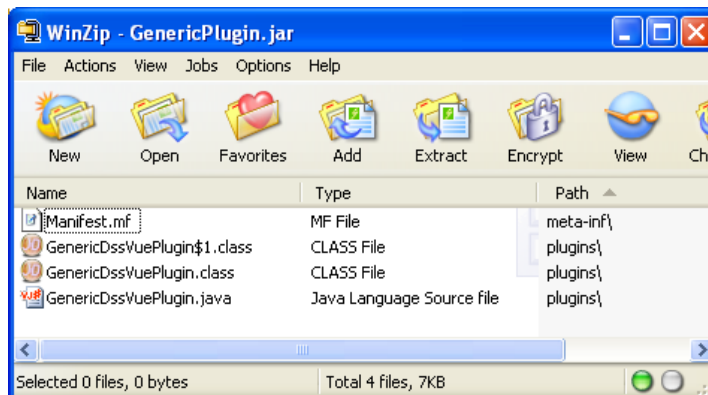 WinZip - GenericPlugin.jar
File Actions View Jobs Options Help
New Open Favorites Add Extract Encrypt View
Name Type Path
Manifest.mf MF File meta-inf\
GenericDssVuePlugin$1.class CLASS File plugins\
GenericDssVuePlugin.class CLASS File plugins\
GenericDssVuePlugin.java Java Language Source file plugins\
Selected 0 files, 0 bytes Total 4 files, 7KB